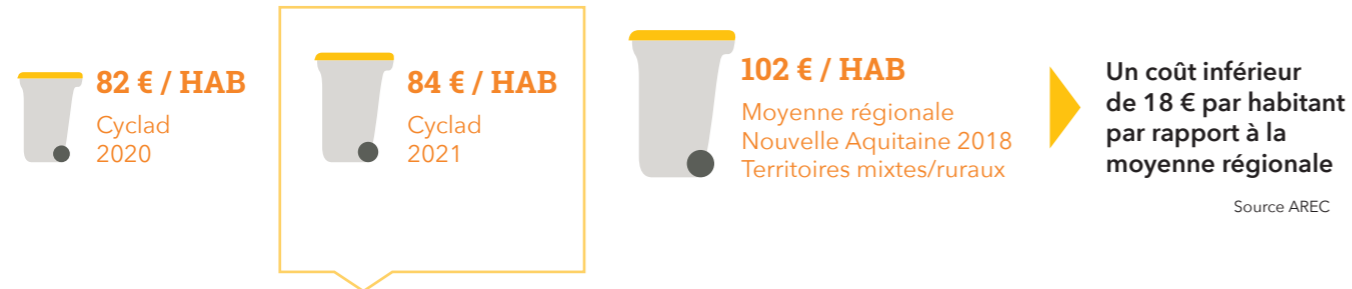 82 € / HAB
Cyclad
2020
84 € / HAB
Cyclad
2021
102 € / HAB
Moyenne régionale
Nouvelle Aquitaine 2018
Territoires mixtes/ruraux
Un coût inférieur
de 18 € par habitant
par rapport à la
moyenne régionale
Source AREC